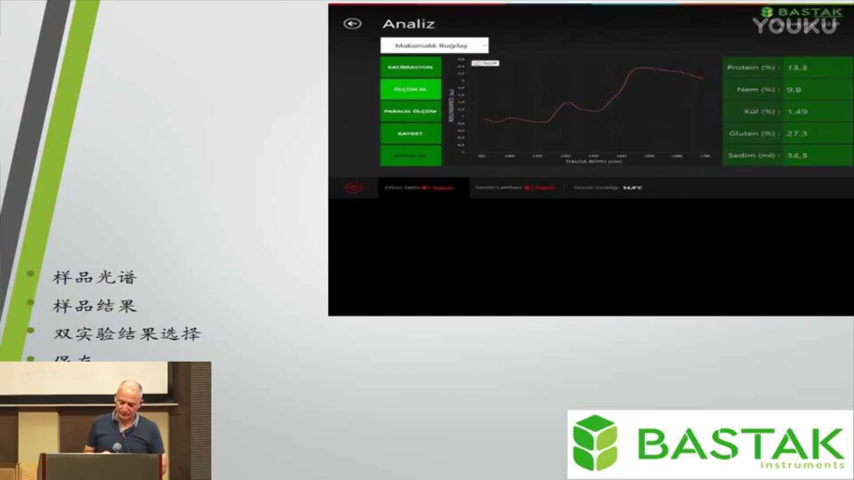 Analiz
BASTAK
YOUKU
Makarnalık Buğday
KALİBRASYON
ÖLÇÜM AL
PARALEL ÖLÇÜM
KAYDET
DALGA BOYU (nm)
Protein (%) : 13,3
Nem (%) : 9,8
Kül (%) : 1,49
Gluten (%) : 27,3
Sedim (ml) : 34,3
样品光谱
样品结果
双实验结果选择
保存
BASTAK
instruments